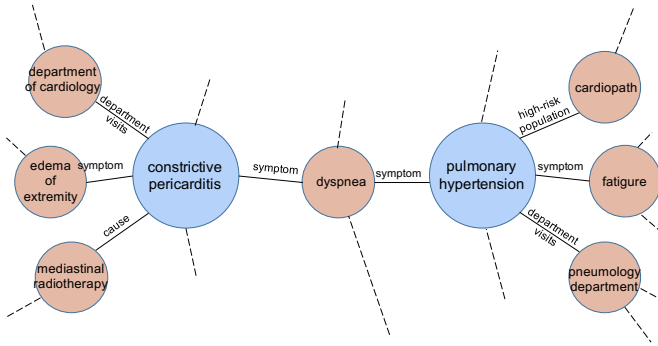 department
of cardiology
department
visits
edema
of
extremity
symptom
constrictive
pericarditis
cause
mediastinal
radiotherapy
symptom
dyspnea
symptom
pulmonary
hypertension
high-risk
population
cardiopath
symptom
fatigure
department
visits
pneumology
department